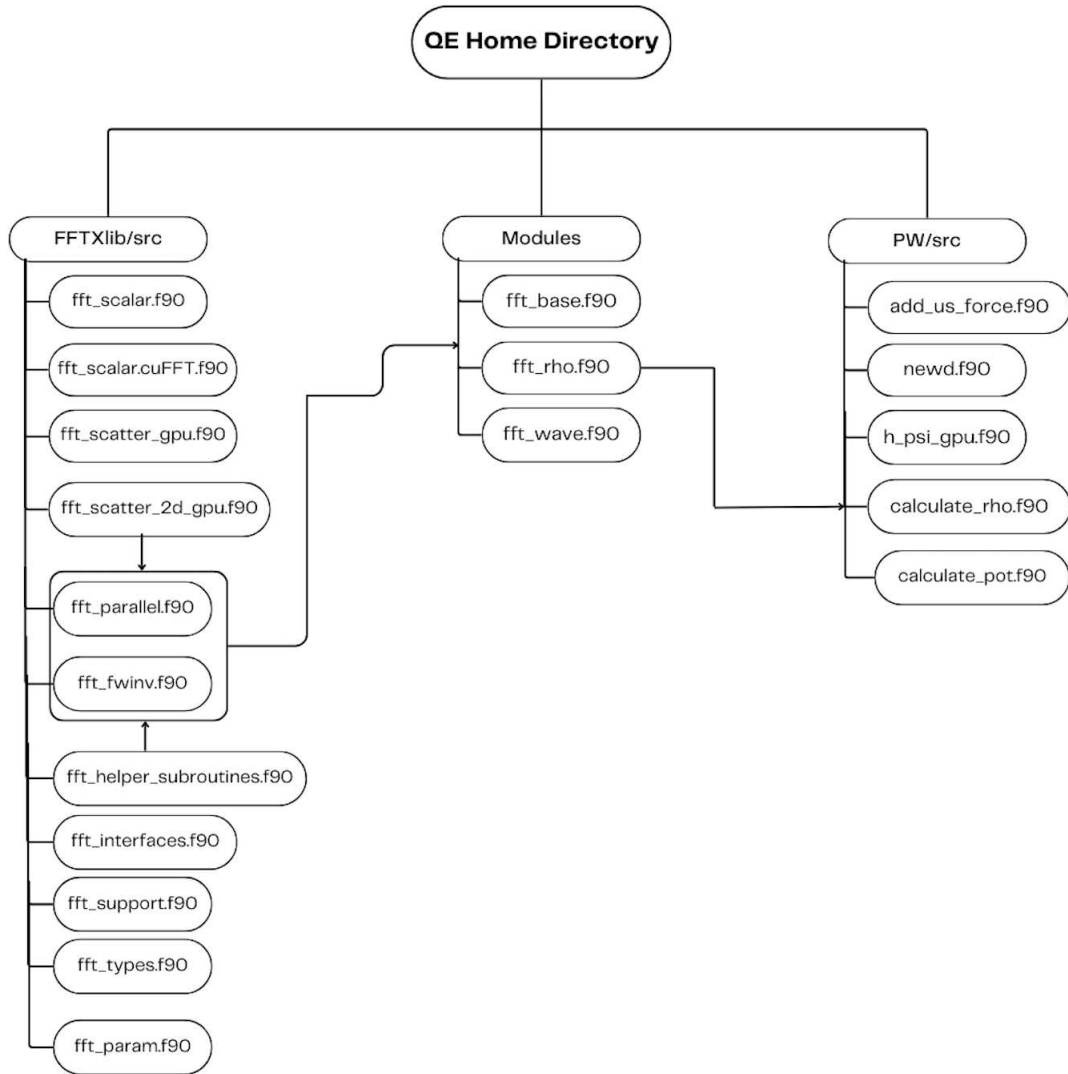 QE Home Directory
FFTXlib/src
fft_scalar.f90
fft_scalar.cuFFT.f90
fft_scatter_gpu.f90
fft_scatter_2d_gpu.f90
fft_parallel.f90
fft_fwinv.f90
fft_helper_subroutines.f90
fft_interfaces.f90
fft_support.f90
fft_types.f90
fft_param.f90
Modules
fft_base.f90
fft_rho.f90
fft_wave.f90
PW/src
add_us_force.f90
newd.f90
h_psi_gpu.f90
calculate_rho.f90
calculate_pot.f90